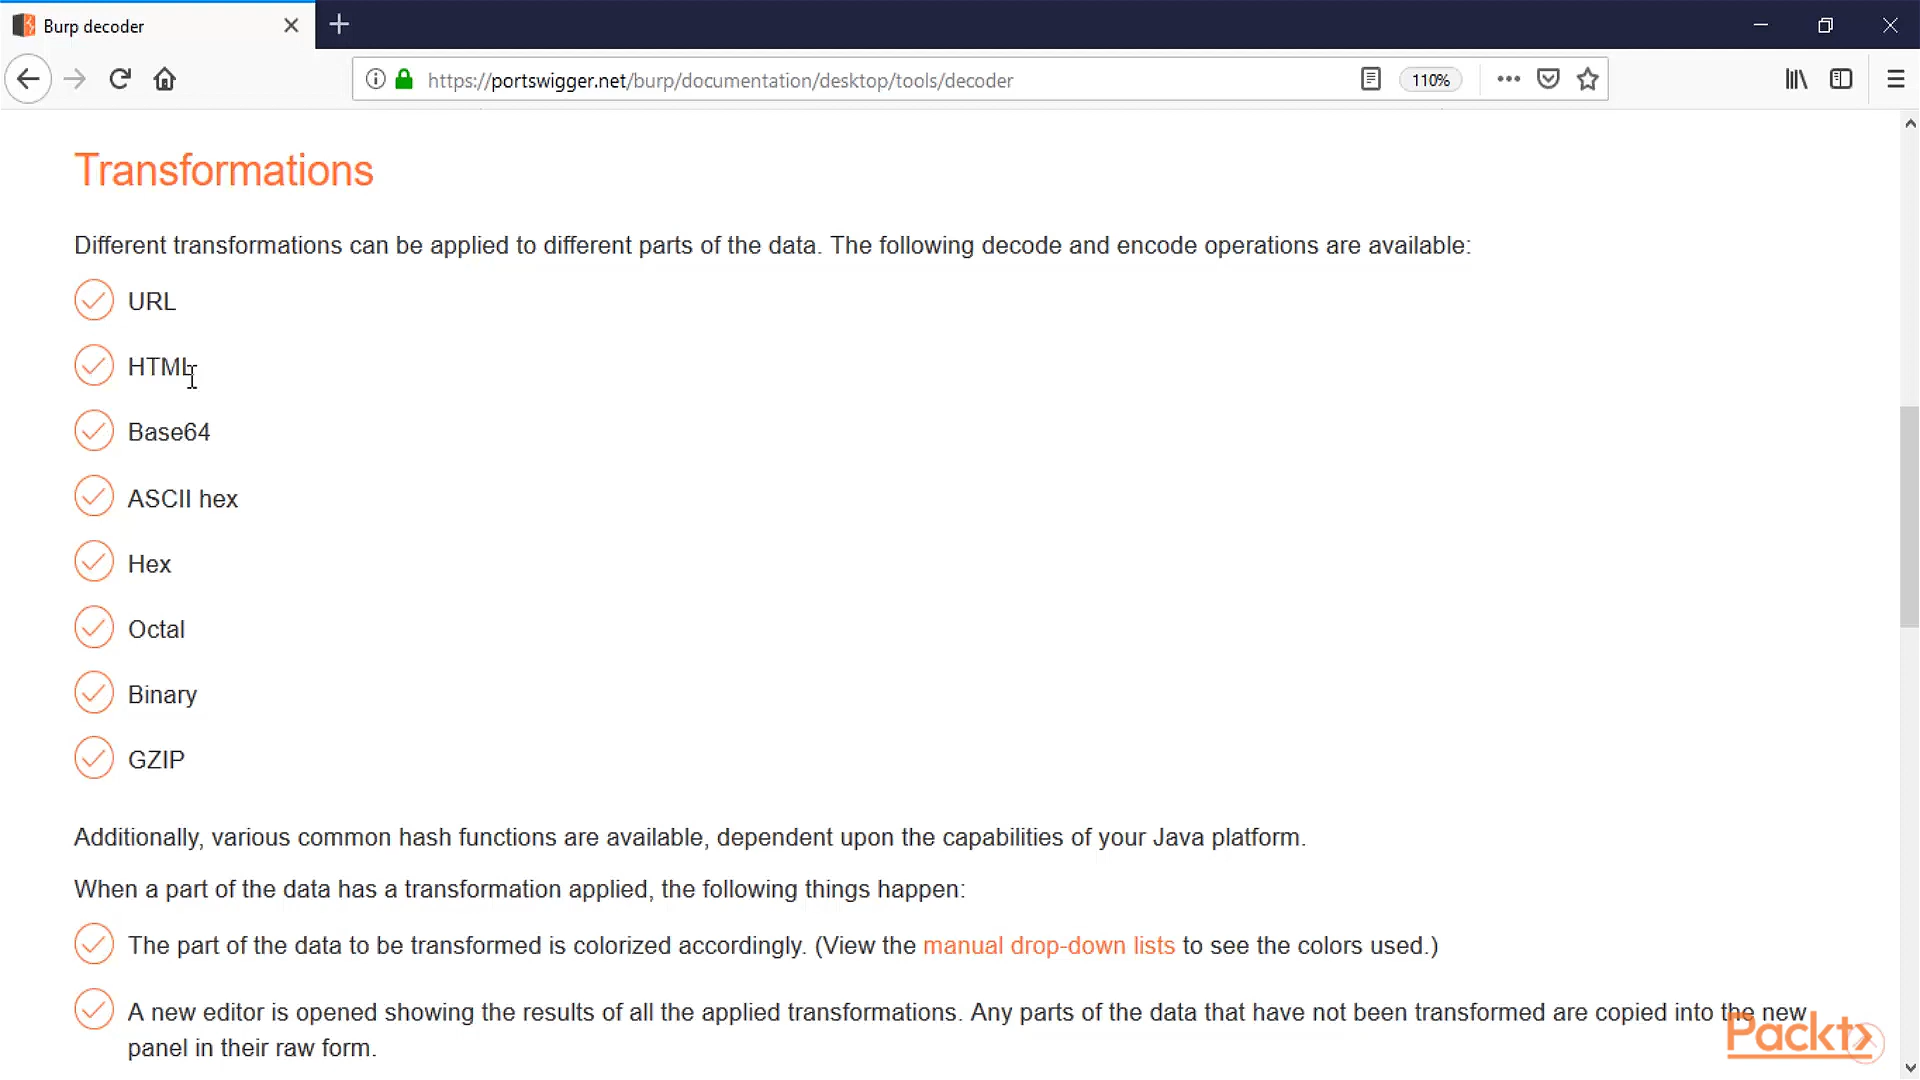 Burp decoder
https://portswigger.net/burp/documentation/desktop/tools/decoder
110%
Transformations
Different transformations can be applied to different parts of the data. The following decode and encode operations are available:
URL
HTML
Base64
ASCII hex
Hex
Octal
Binary
GZIP
Additionally, various common hash functions are available, dependent upon the capabilities of your Java platform.
When a part of the data has a transformation applied, the following things happen:
The part of the data to be transformed is colorized accordingly. (View the manual drop-down lists to see the colors used.)
A new editor is opened showing the results of all the applied transformations. Any parts of the data that have not been transformed are copied into the new
panel in their raw form.
Packt